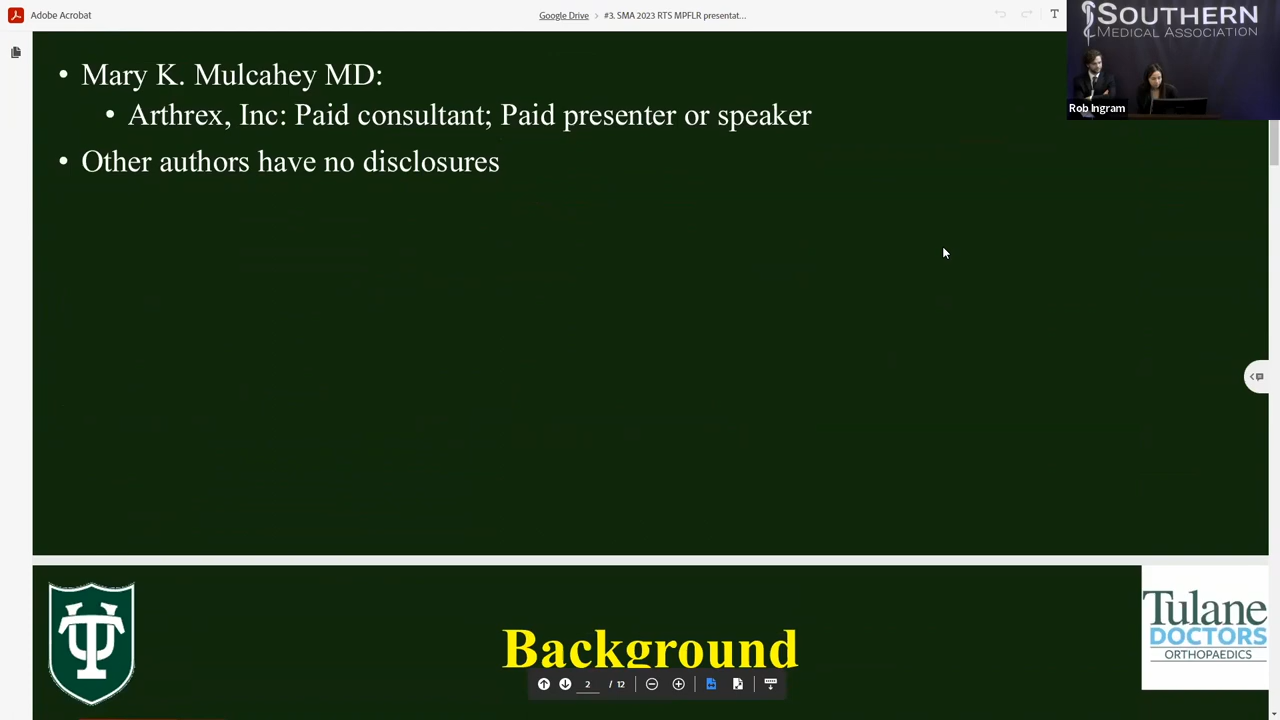 Adobe Acrobat
Google Drive > #3. SMA 2023 RTS MPFLR presentat...
T
SOUTHERN
MEDICAL ASSOCIATION
Rob Ingram
• Mary K. Mulcahey MD:
• Arthrex, Inc: Paid consultant; Paid presenter or speaker
• Other authors have no disclosures
Background
Tulane
DOCTORS
ORTHOPAEDICS
2 / 12